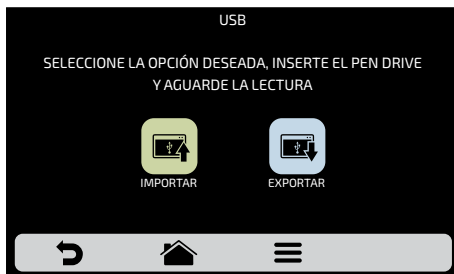 USB
SELECCIONE LA OPCIÓN DESEADA, INSERTE EL PEN DRIVE
Y AGUARDE LA LECTURA
IMPORTAR
EXPORTAR